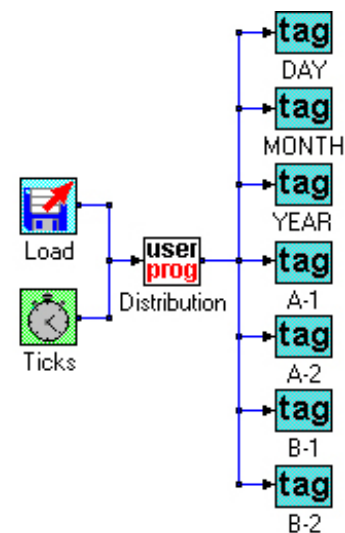 tag
DAY
tag
MONTH
tag
YEAR
Load
user
prog
Distribution
tag
A-1
Ticks
tag
A-2
tag
B-1
tag
B-2